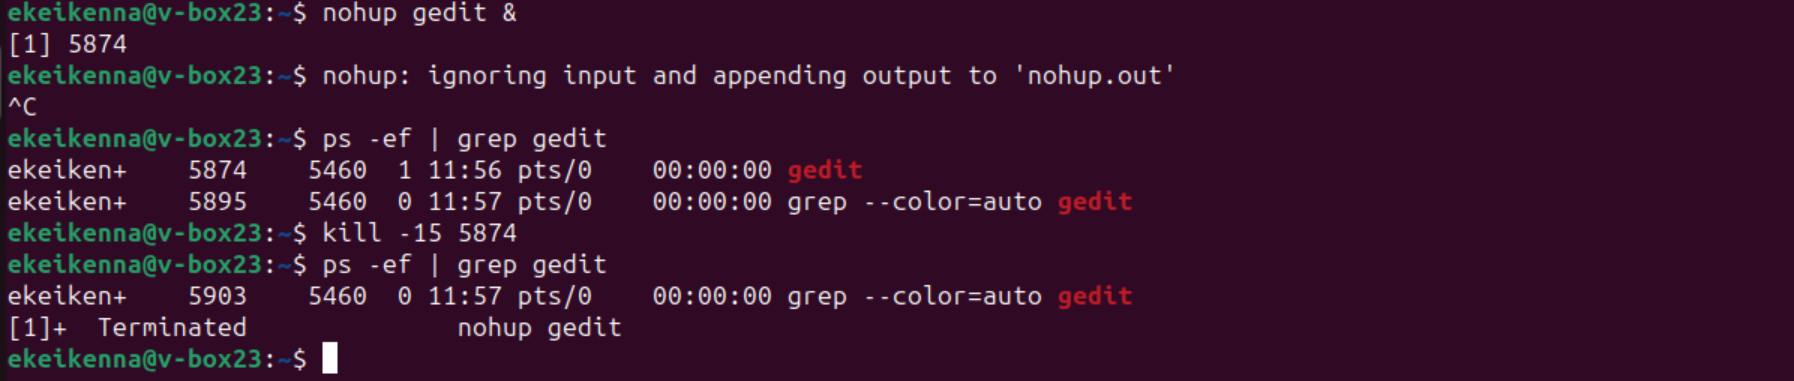 ekeikenna@v-box23:~$ nohup gedit &
[1] 5874
ekeikenna@v-box23:~$ nohup: ignoring input and appending output to 'nohup.out'
^C
ekeikenna@v-box23:~$ ps -ef | grep gedit
ekeiken+    5874    5460  1 11:56 pts/0    00:00:00 gedit
ekeiken+    5895    5460  0 11:57 pts/0    00:00:00 grep --color=auto gedit
ekeikenna@v-box23:~$ kill -15 5874
ekeikenna@v-box23:~$ ps -ef | grep gedit
ekeiken+    5903    5460  0 11:57 pts/0    00:00:00 grep --color=auto gedit
[1]+  Terminated              nohup gedit
ekeikenna@v-box23:~$